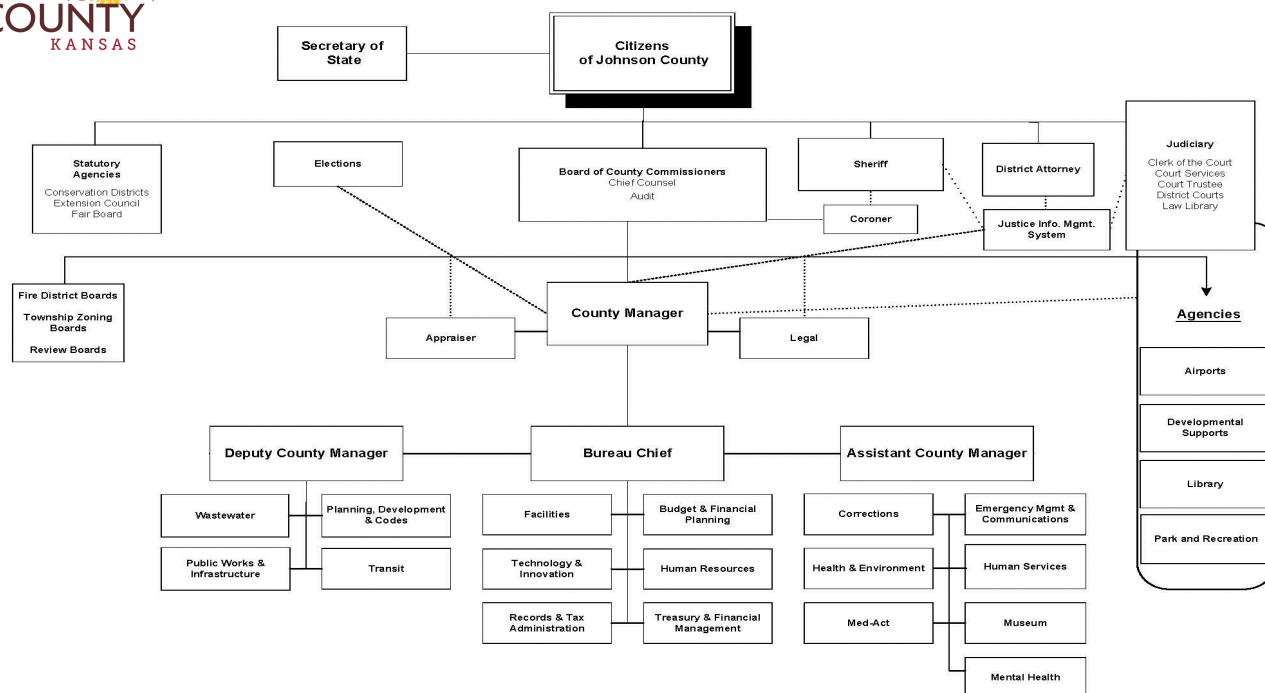 COUNTY
KANSAS
Secretary of
State
Citizens
of Johnson County
Statutory
Agencies
Conservation Districts
Extension Council
Fair Board
Elections
Board of County Commissioners
Chief Counsel
Audit
Sheriff
Coroner
District Attorney
Justice Info. Mgmt.
System
Judiciary
Clerk of the Court
Court Services
Court Trustee
District Courts
Law Library
Fire District Boards
Township Zoning
Boards
Review Boards
Appraiser
County Manager
Legal
Agencies
Airports
Developmental
Supports
Library
Park and Recreation
Deputy County Manager
Bureau Chief
Assistant County Manager
Wastewater
Planning, Development
& Codes
Public Works &
Infrastructure
Transit
Facilities
Budget & Financial
Planning
Technology &
Innovation
Human Resources
Records & Tax
Administration
Treasury & Financial
Management
Corrections
Emergency Mgmt &
Communications
Health & Environment
Human Services
Med-Act
Museum
Mental Health